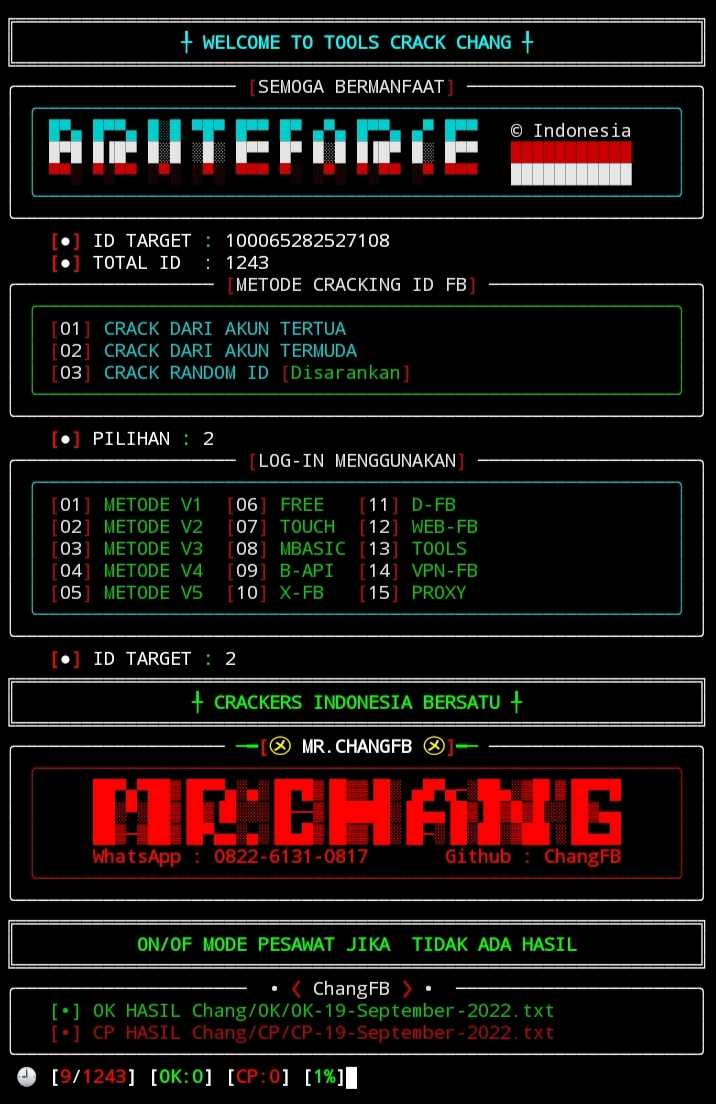 WELCOME TO TOOLS CRACK CHANG
[SEMOGA BERMANFAAT]
BRUTEFORCE
© Indonesia
[●] ID TARGET : 100065282527108
[●] TOTAL ID : 1243
[METODE CRACKING ID FB]
[01] CRACK DARI AKUN TERTUA
[02] CRACK DARI AKUN TERMUDA
[03] CRACK RANDOM ID [Disarankan]
[●] PILIHAN : 2
[LOG-IN MENGGUNAKAN]
[01] METODE V1 [06] FREE [11] D-FB
[02] METODE V2 [07] TOUCH [12] WEB-FB
[03] METODE V3 [08] MBASIC [13] TOOLS
[04] METODE V4 [09] B-API [14] VPN-FB
[05] METODE V5 [10] X-FB [15] PROXY
[●] ID TARGET : 2
CRACKERS INDONESIA BERSATU
[MR.CHANGFB]
MR:CHANG
WhatsApp : 0822-6131-0817 Github : ChangFB
ON/OF MODE PESAWAT JIKA TIDAK ADA HASIL
• ❮ ChangFB ❯ •
[•] OK HASIL Chang/OK/OK-19-September-2022.txt
[•] CP HASIL Chang/CP/CP-19-September-2022.txt
[9/1243] [OK:0] [CP:0] [1%]